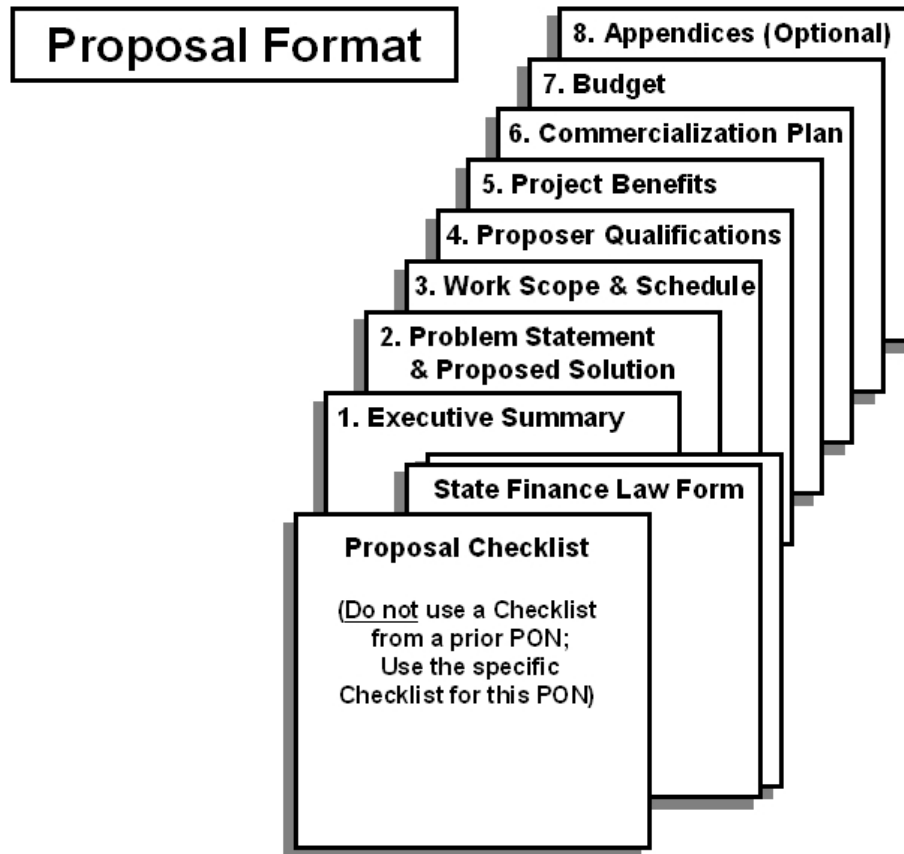 Proposal Format
8. Appendices (Optional)
7. Budget
6. Commercialization Plan
5. Project Benefits
4. Proposer Qualifications
3. Work Scope & Schedule
2. Problem Statement
& Proposed Solution
1. Executive Summary
State Finance Law Form
Proposal Checklist
(Do not use a Checklist
from a prior PON;
Use the specific
Checklist for this PON)